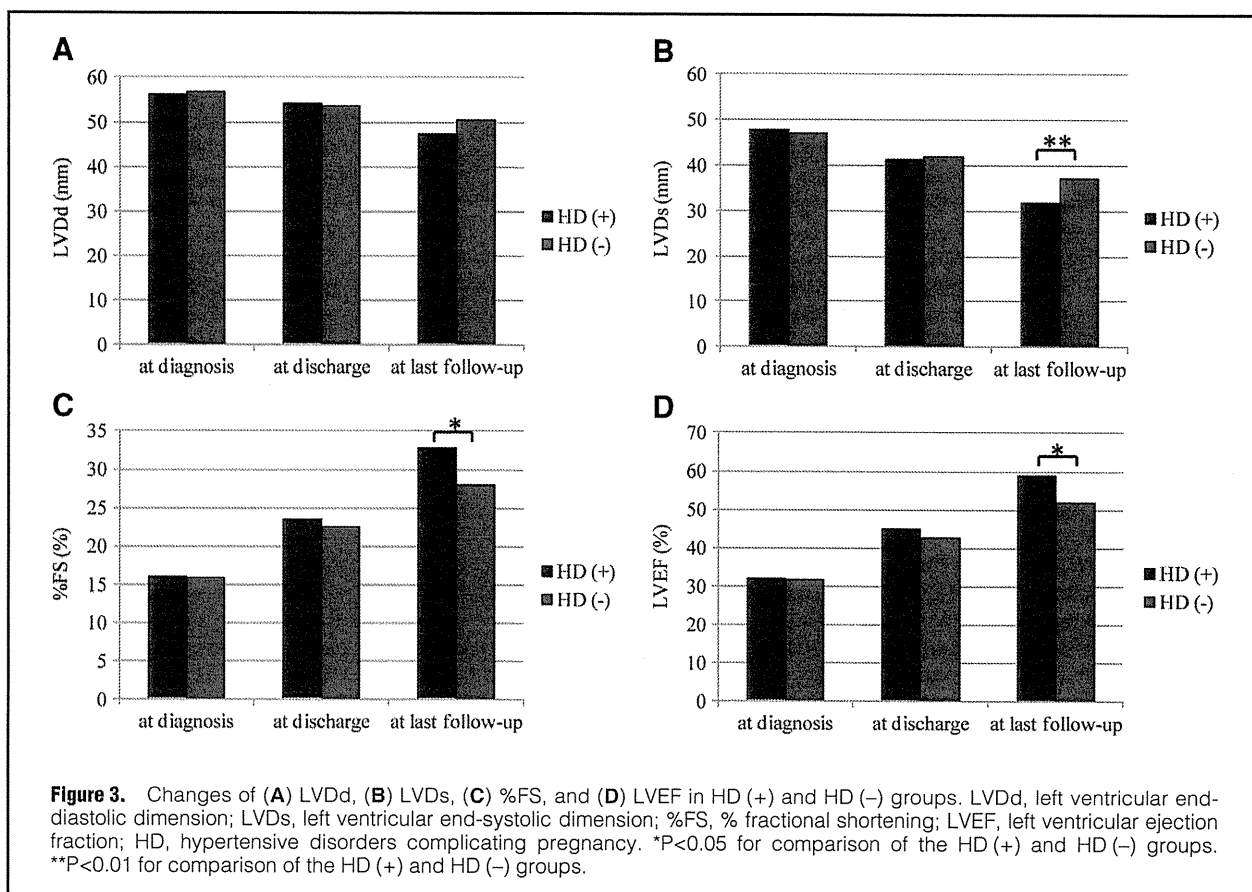 A
60
50
40
30
20
10
0
LVDd (mm)
at diagnosis
at discharge
at last follow-up
HD (+)
HD (-)
B
60
50
40
30
20
10
0
LVDs (mm)
**
at diagnosis
at discharge
at last follow-up
HD (+)
HD (-)
C
35
30
25
20
15
10
5
0
%FS (%)
*
at diagnosis
at discharge
at last follow-up
HD (+)
HD (-)
D
70
60
50
40
30
20
10
0
LVEF (%)
*
at diagnosis
at discharge
at last follow-up
HD (+)
HD (-)
Figure 3. Changes of (A) LVDd, (B) LVDs, (C) %FS, and (D) LVEF in HD (+) and HD (–) groups. LVDd, left ventricular end-
diastolic dimension; LVDs, left ventricular end-systolic dimension; %FS, % fractional shortening; LVEF, left ventricular ejection
fraction; HD, hypertensive disorders complicating pregnancy. *P<0.05 for comparison of the HD (+) and HD (–) groups.
**P<0.01 for comparison of the HD (+) and HD (–) groups.